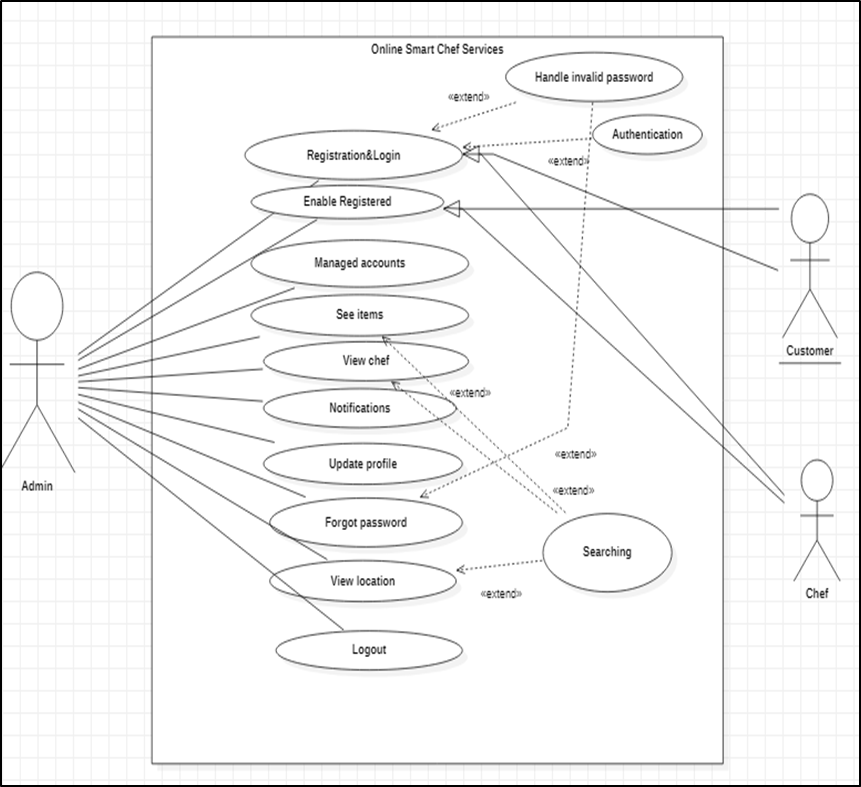 Online Smart Chef Services
Handle invalid password
«extend»
Authentication
Registration&Login
«extend»
Enable Registered
Managed accounts
See items
Customer
View chef
«extend»
Notifications
«extend»
Update profile
Admin
«extend»
Forgot password
Searching
View location
«extend»
Chef
Logout